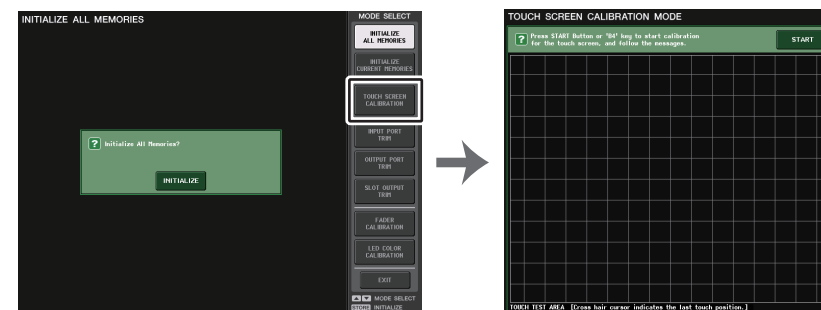 INITIALIZE ALL MEMORIES
? Initialize All Memories?
INITIALIZE
MODE SELECT
INITIALIZE
ALL MEMORIES
INITIALIZE
CURRENT MEMORIES
TOUCH SCREEN
CALIBRATION
INPUT PORT
TRIM
OUTPUT PORT
TRIM
SLOT OUTPUT
TRIM
FADER
CALIBRATION
LED COLOR
CALIBRATION
EXIT
MODE SELECT
STORE INITIALIZE
TOUCH SCREEN CALIBRATION MODE
? Press START Button or "B4" key to start calibration
for the touch screen, and follow the messages.
START
TOUCH TEST AREA [Cross hair cursor indicates the last touch position.]